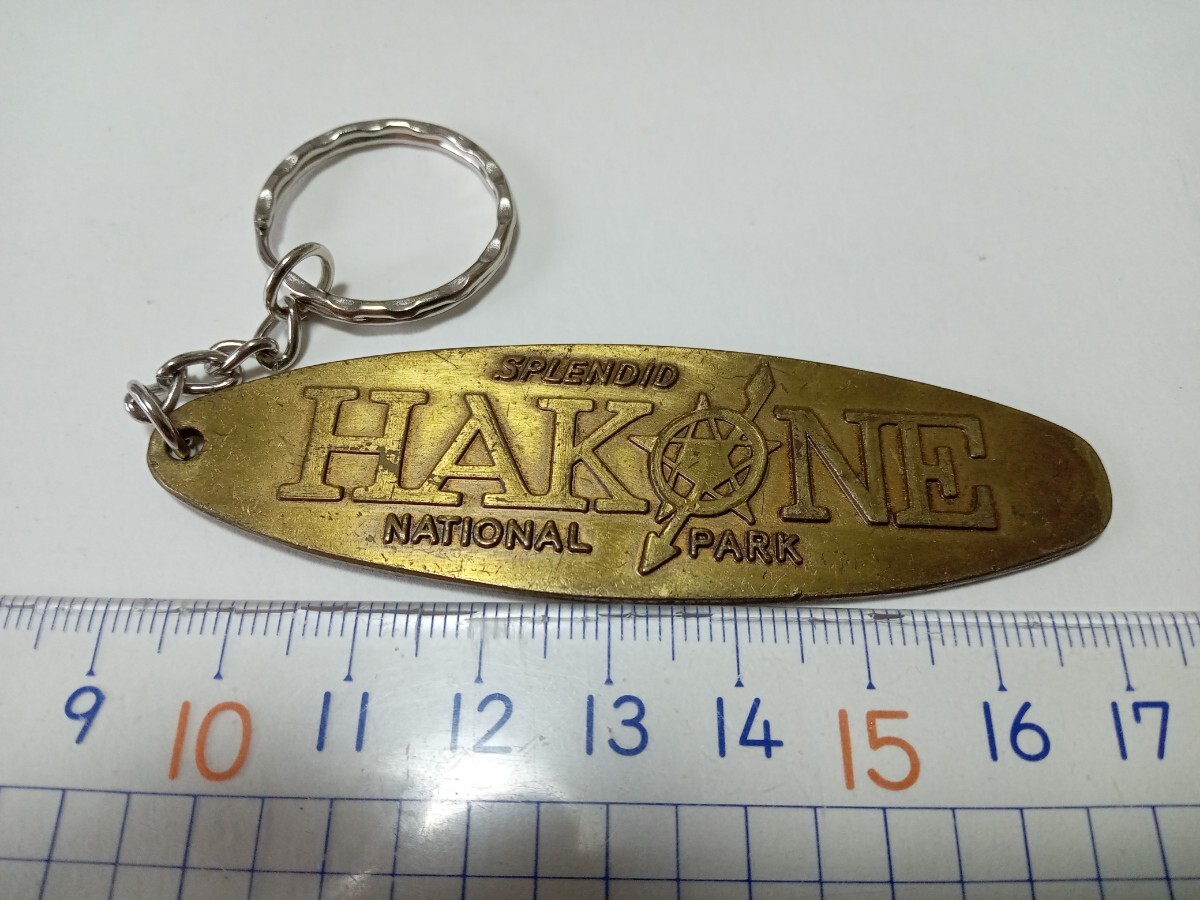 SPLENDID
HAKONE
NATIONAL PARK
9 10 11 12 13 14 15 16 17